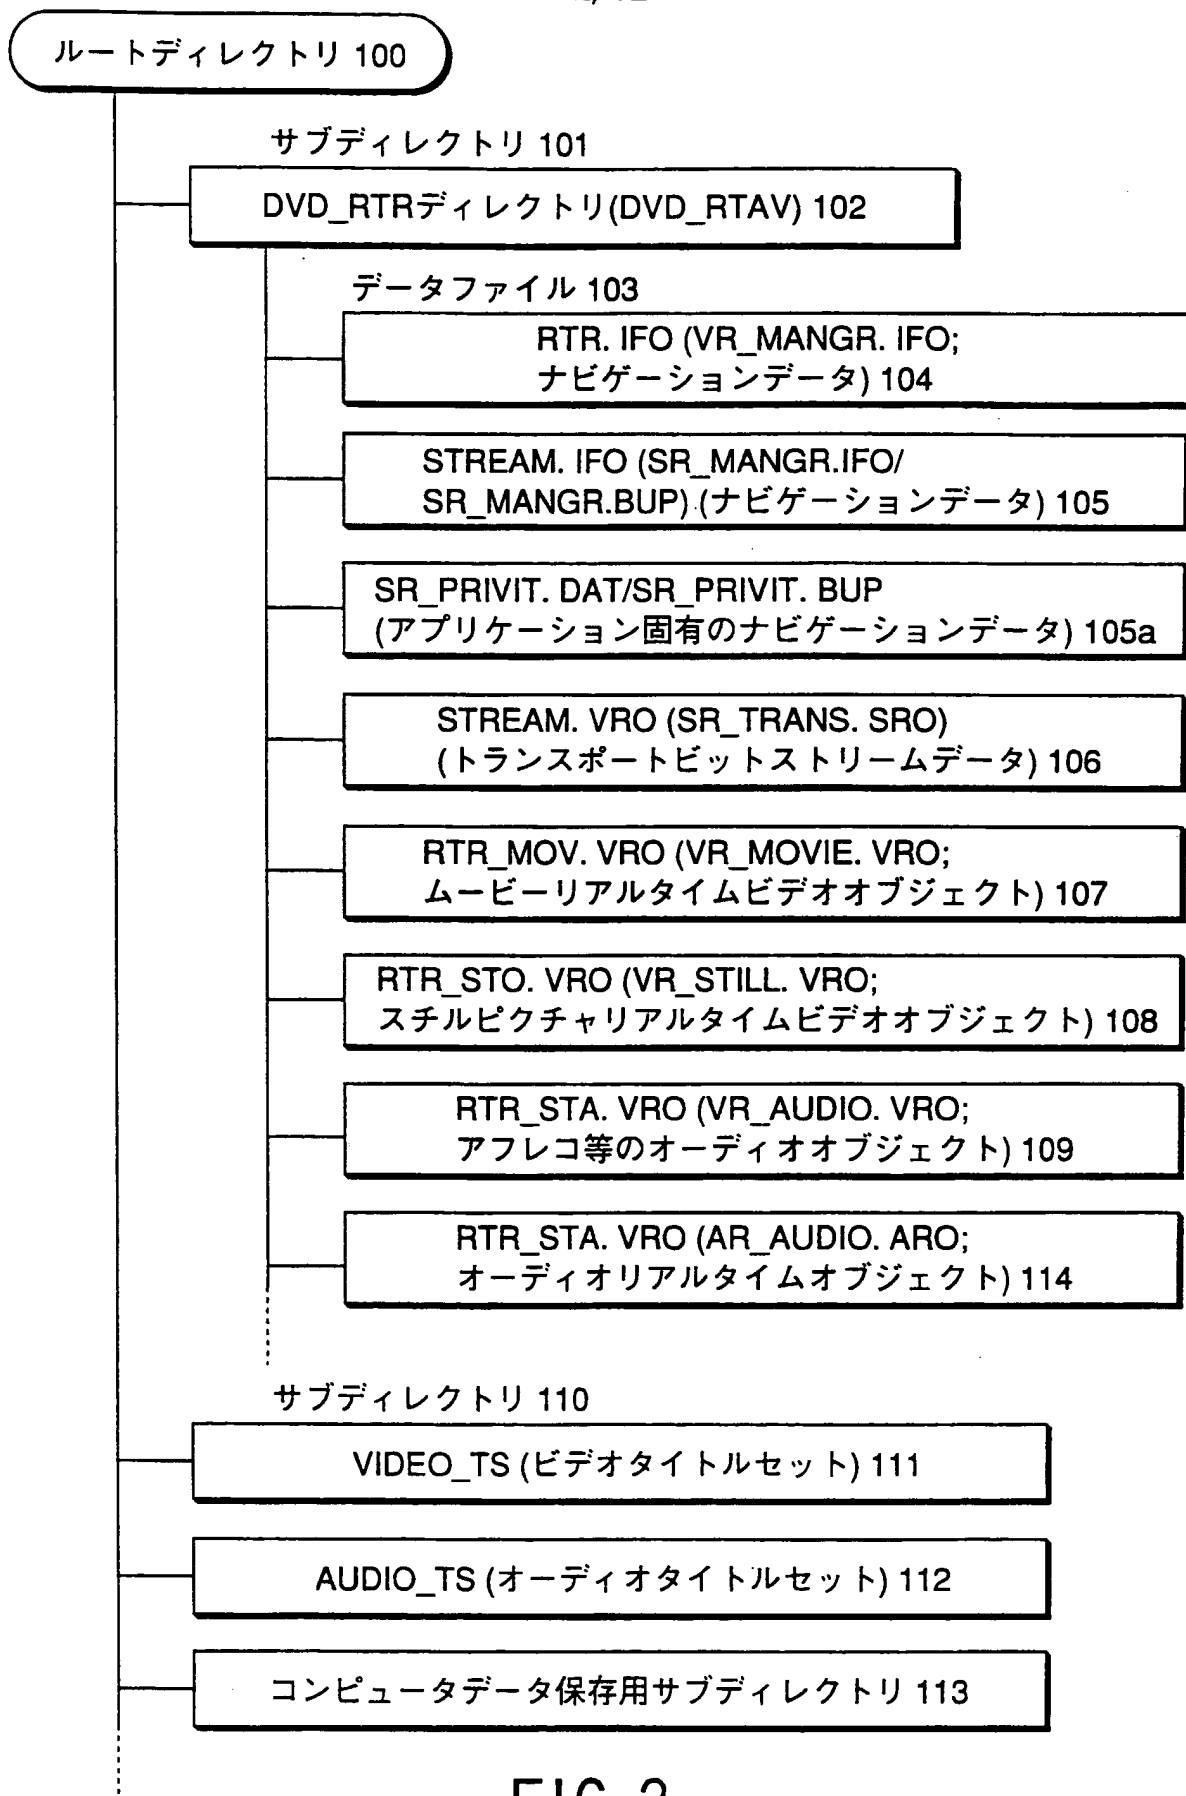 ルートディレクトリ 100
サブディレクトリ 101
DVD_RTRディレクトリ(DVD_RTAV) 102
データファイル 103
RTR. IFO (VR_MANGR. IFO;
ナビゲーションデータ) 104
STREAM. IFO (SR_MANGR.IFO/
SR_MANGR.BUP) (ナビゲーションデータ) 105
SR_PRIVIT. DAT/SR_PRIVIT. BUP
(アプリケーション固有のナビゲーションデータ) 105a
STREAM. VRO (SR_TRANS. SRO)
(トランスポートビットストリームデータ) 106
RTR_MOV. VRO (VR_MOVIE. VRO;
ムービーリアルタイムビデオオブジェクト) 107
RTR_STO. VRO (VR_STILL. VRO;
スチルピクチャリアルタイムビデオオブジェクト) 108
RTR_STA. VRO (VR_AUDIO. VRO;
アフレコ等のオーディオオブジェクト) 109
RTR_STA. VRO (AR_AUDIO. ARO;
オーディオリアルタイムオブジェクト) 114
サブディレクトリ 110
VIDEO_TS (ビデオタイトルセット) 111
AUDIO_TS (オーディオタイトルセット) 112
コンピュータデータ保存用サブディレクトリ 113